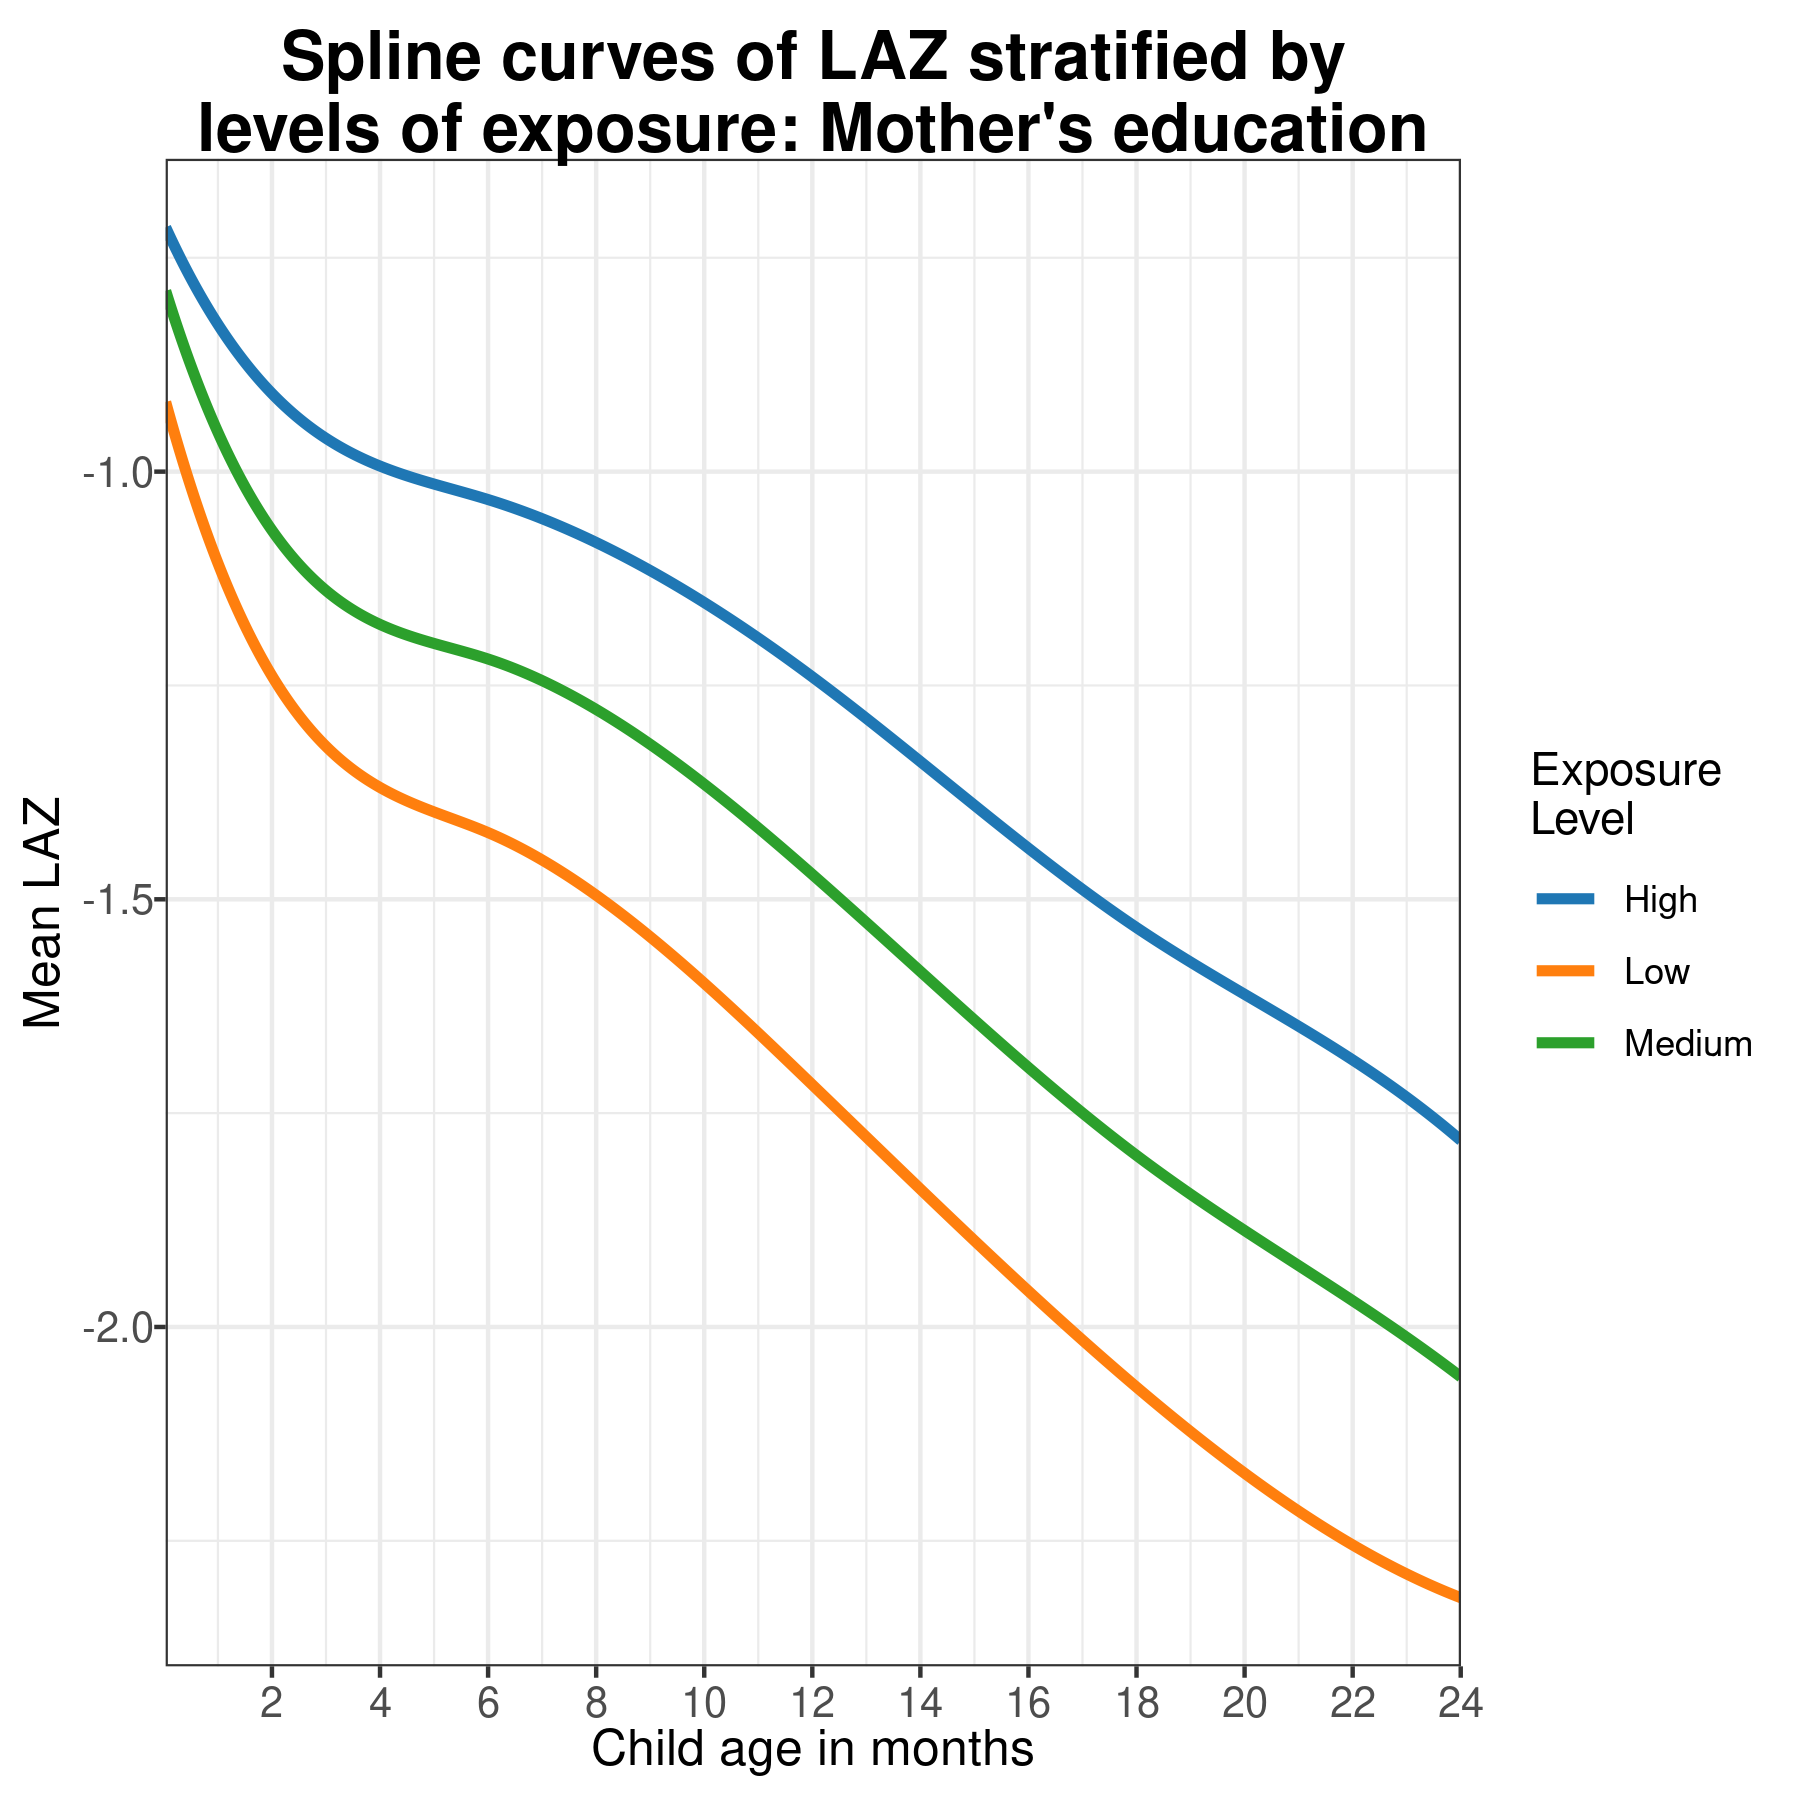 Spline curves of LAZ stratified by
levels of exposure: Mother's education
Mean LAZ
-1.0
-1.5
-2.0
2 4 6 8 10 12 14 16 18 20 22 24
Child age in months
Exposure
Level
High
Low
Medium